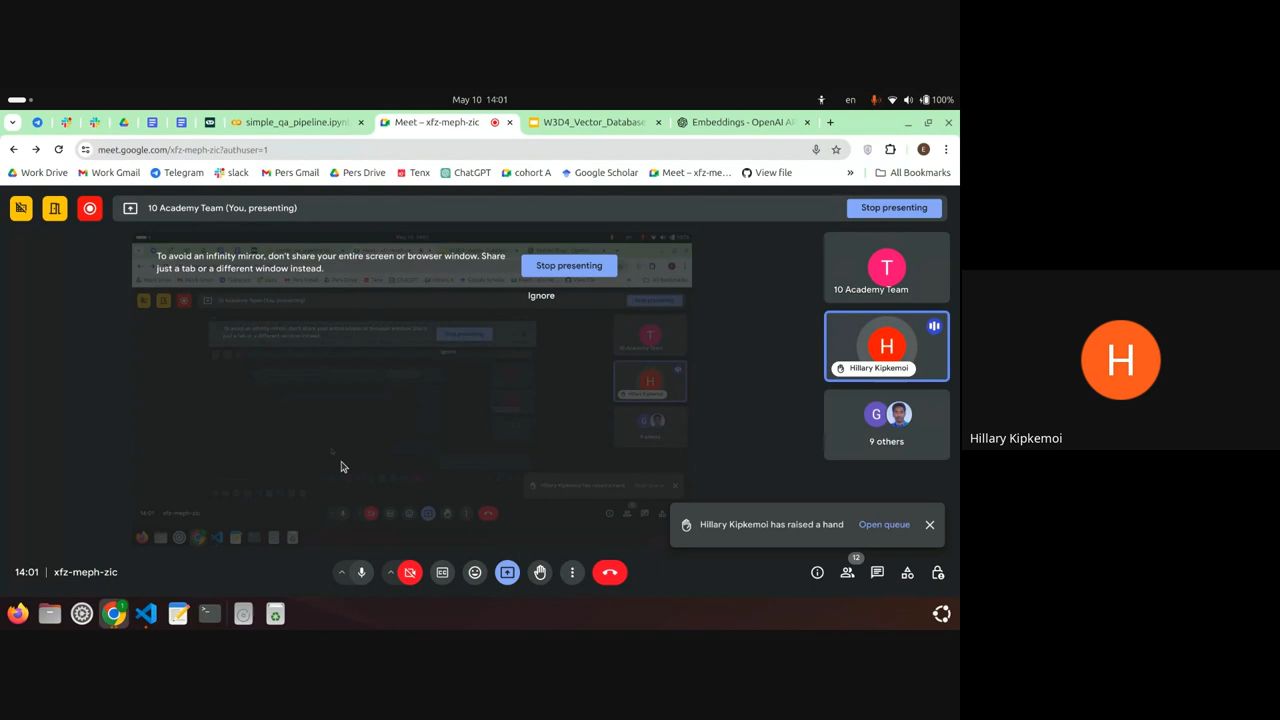 May 10 14:01
en
100%
simple_qa_pipeline.ipynb
Meet – xfz-meph-zic
W3D4_Vector_Database
Embeddings - OpenAI AP
meet.google.com/xfz-meph-zic?authuser=1
Work Drive
Work Gmail
Telegram
slack
Pers Gmail
Pers Drive
Tenx
ChatGPT
cohort A
Google Scholar
Meet – xfz-me...
View file
»
All Bookmarks
10 Academy Team (You, presenting)
Stop presenting
To avoid an infinity mirror, don't share your entire screen or browser window. Share
just a tab or a different window instead.
Stop presenting
Ignore
T
10 Academy Team
H
Hillary Kipkemoi
G
9 others
H
Hillary Kipkemoi
Hillary Kipkemoi has raised a hand
Open queue
12
14:01 | xfz-meph-zic